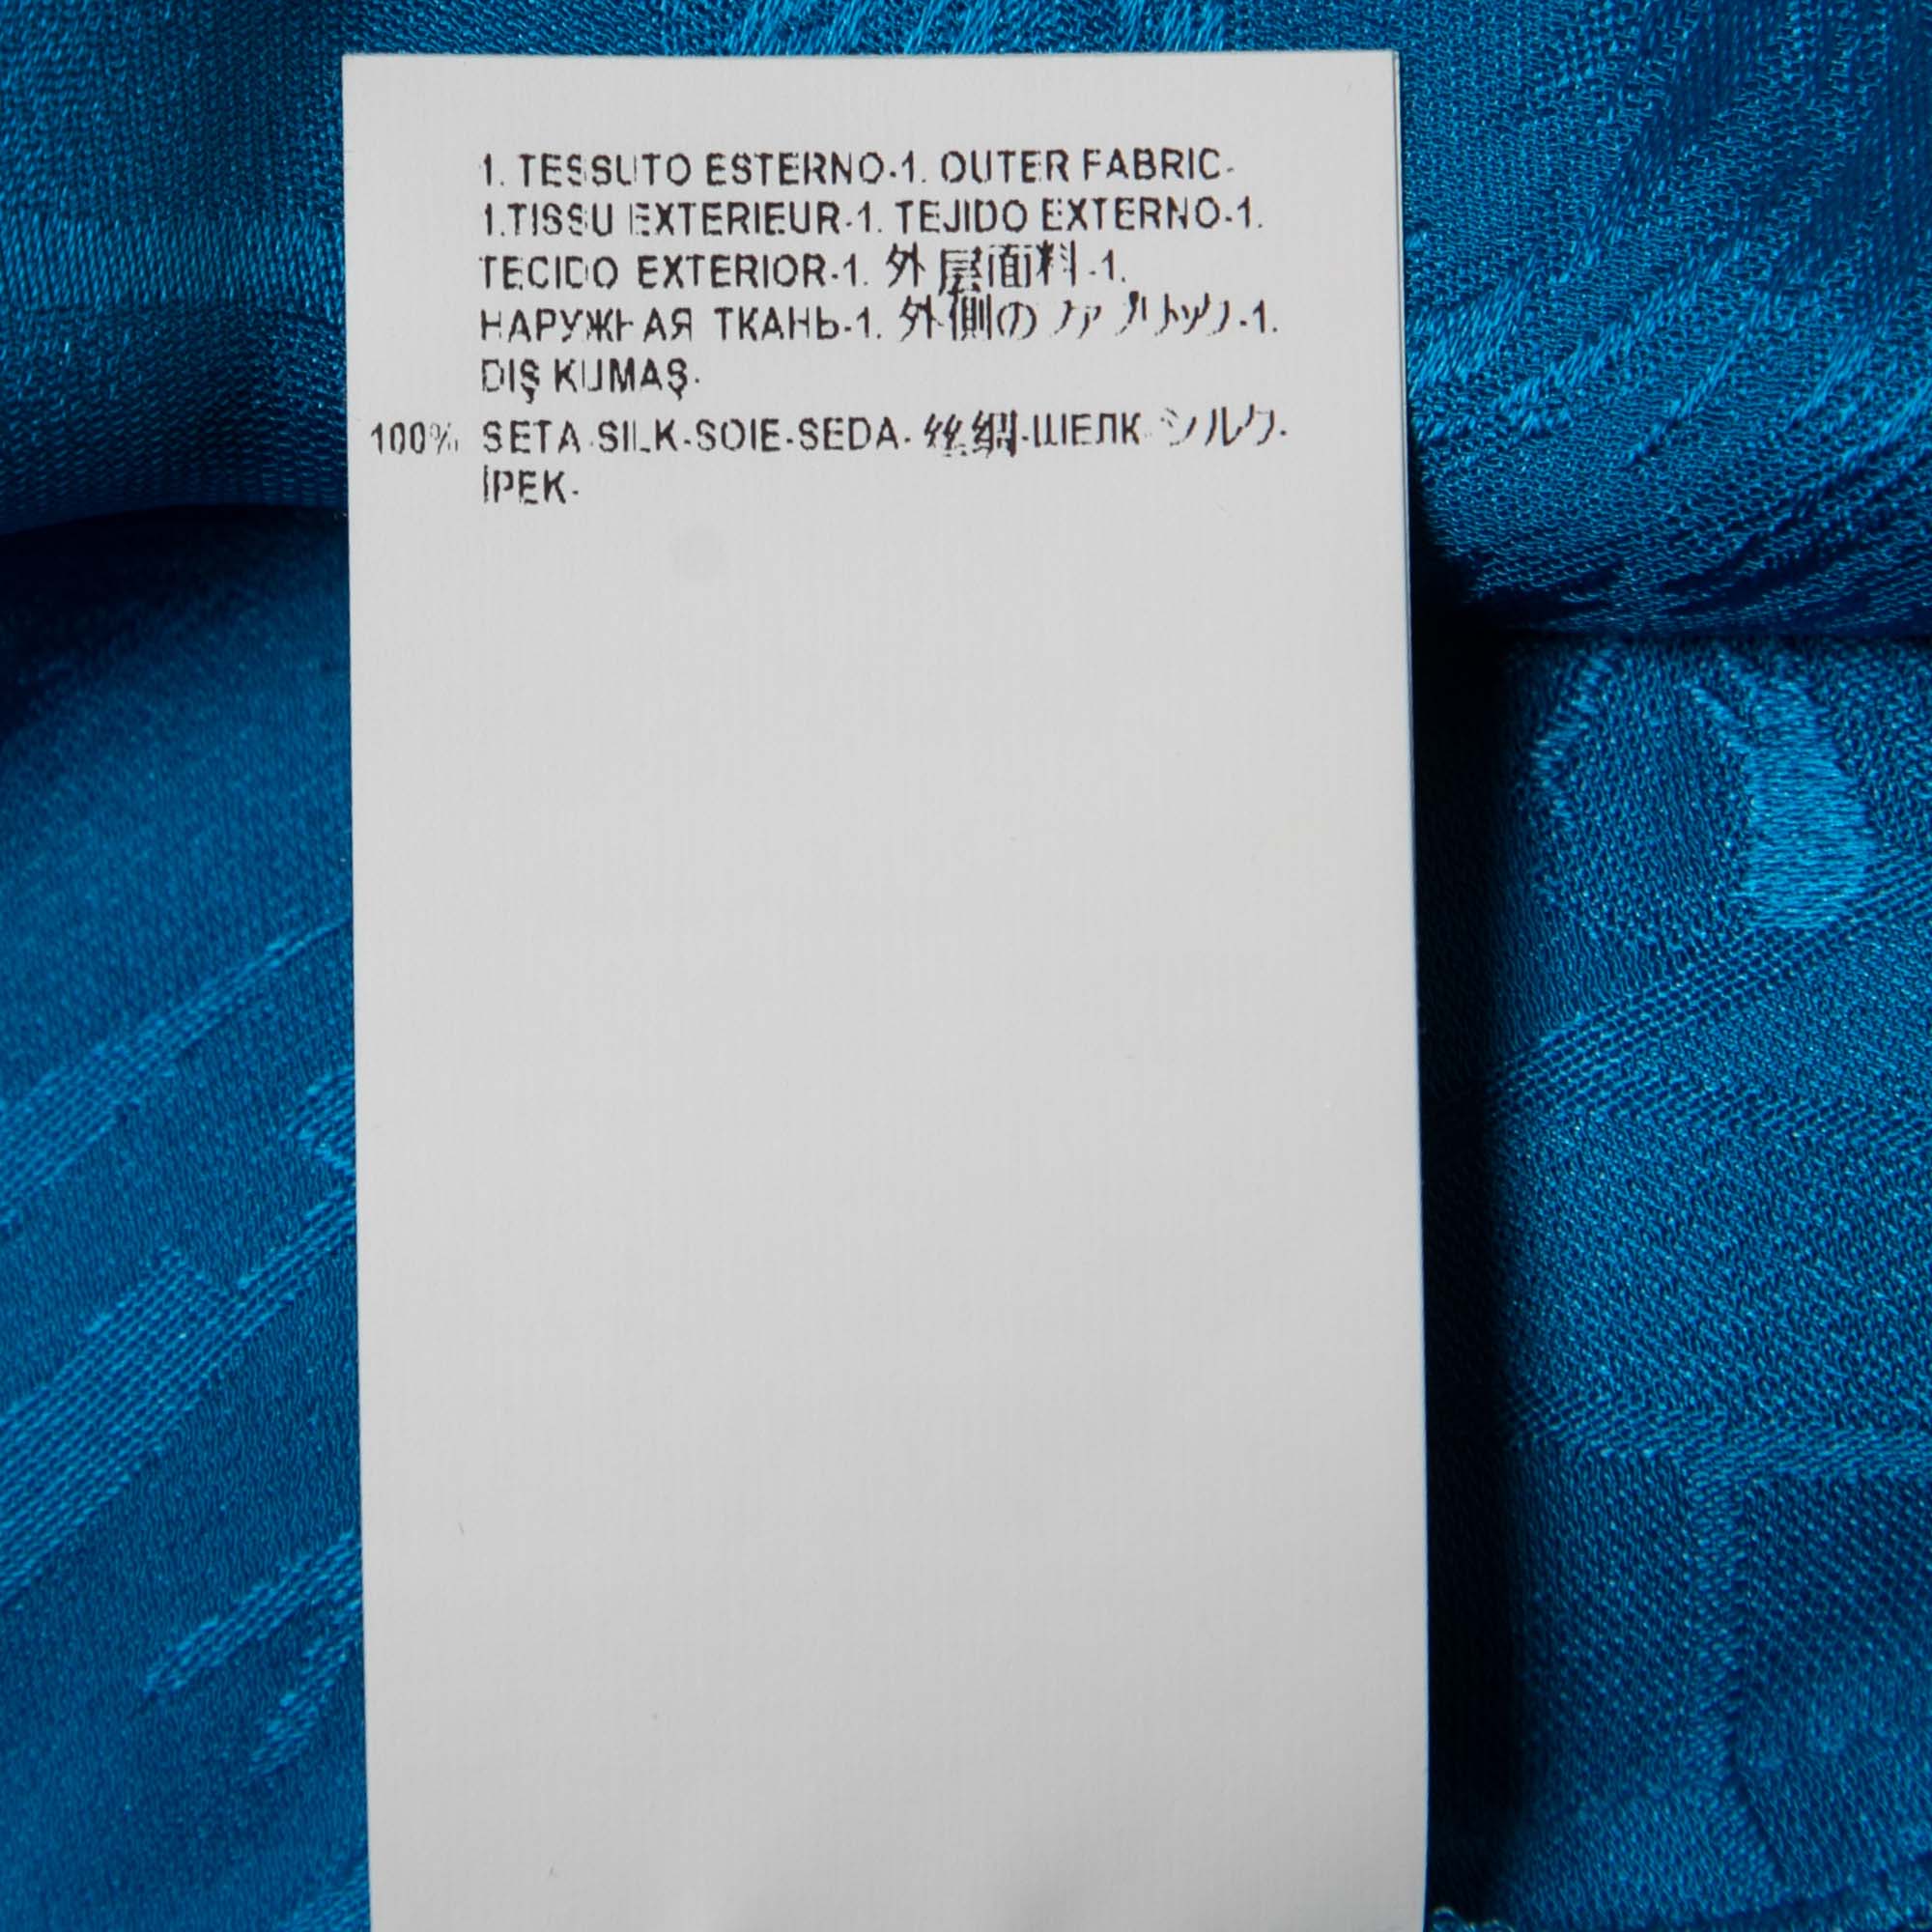 1. TESSUTO ESTERNO-1. OUTER FABRIC-
1.TISSU EXTERIEUR-1. TEJIDO EXTERNO-1.
TECIDO EXTERIOR-1. 外层面料-1.
НАРУЖНАЯ ТКАНЬ-1. 外側のファブリック-1.
DIŞ KUMAŞ-
100% SETA-SILK-SOIE-SEDA-丝绸-ШЕЛК-シルク-
İPEK-